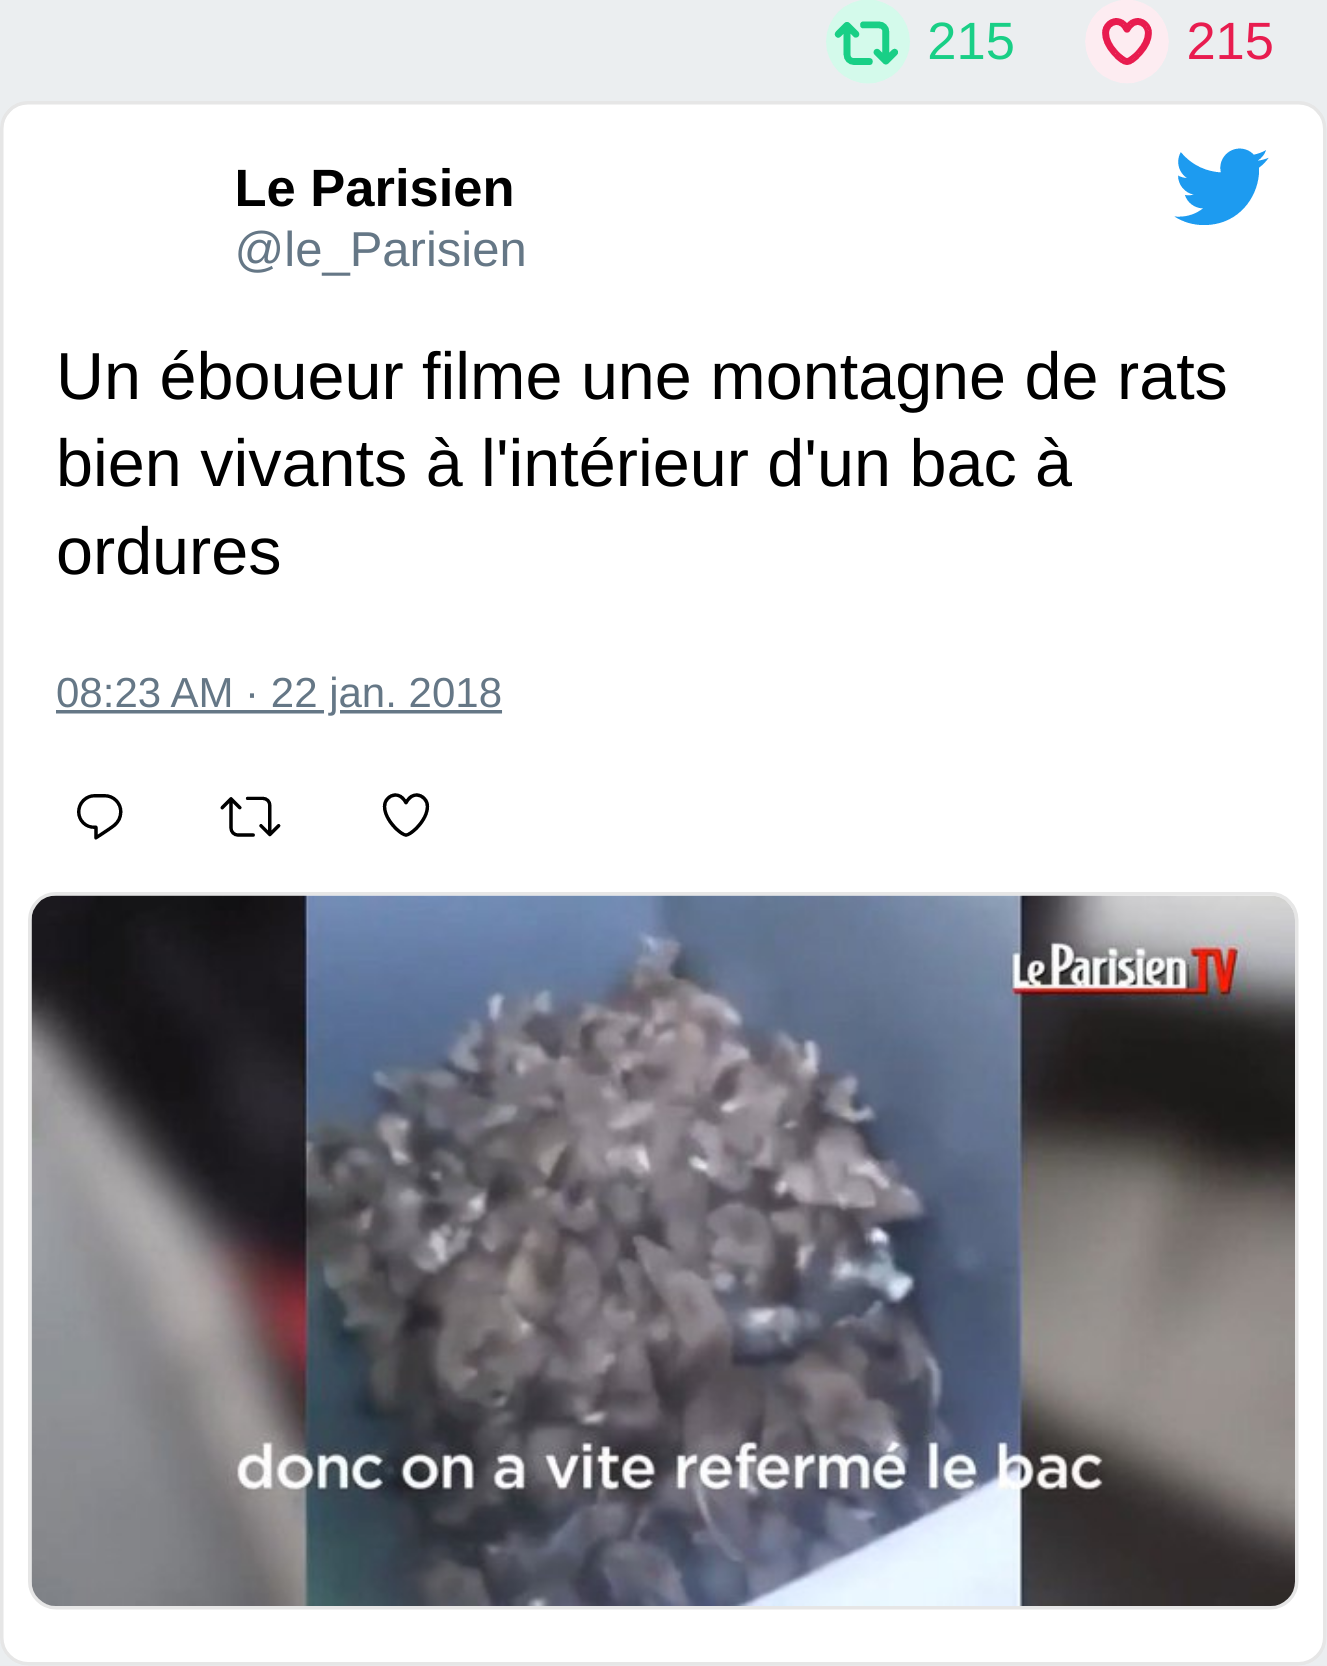 215 215
Le Parisien
@le_Parisien
Un éboueur filme une montagne de rats
bien vivants à l'intérieur d'un bac à
ordures
08:23 AM · 22 jan. 2018
Le Parisien TV
donc on a vite refermé le bac